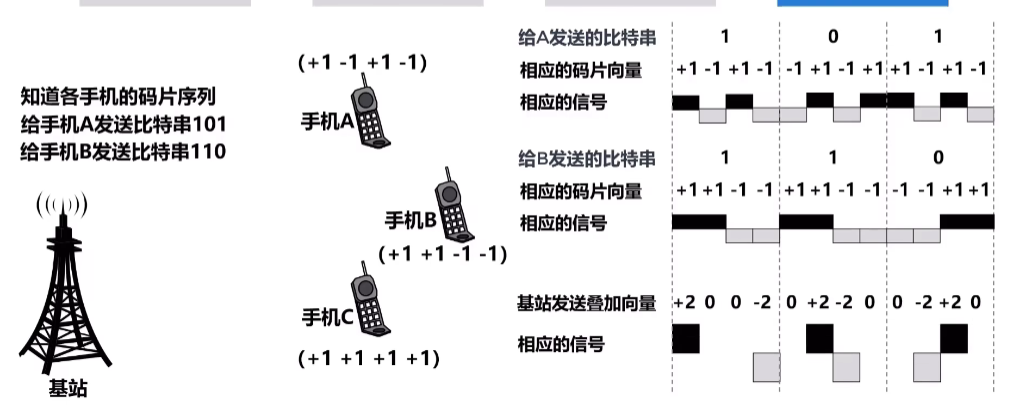 知道各手机的码片序列
给手机A发送比特串101
给手机B发送比特串110
基站
(+1 -1 +1 -1)
手机A
手机B
(+1 +1 -1 -1)
手机C
(+1 +1 +1 +1)
给A发送的比特串 1 0 1
相应的码片向量 +1 -1 +1 -1 -1 +1 -1 +1 +1 -1 +1 -1
相应的信号
给B发送的比特串 1 1 0
相应的码片向量 +1 +1 -1 -1 +1 +1 -1 -1 -1 -1 +1 +1
相应的信号
基站发送叠加向量 +2 0 0 -2 0 +2 -2 0 0 -2 +2 0
相应的信号